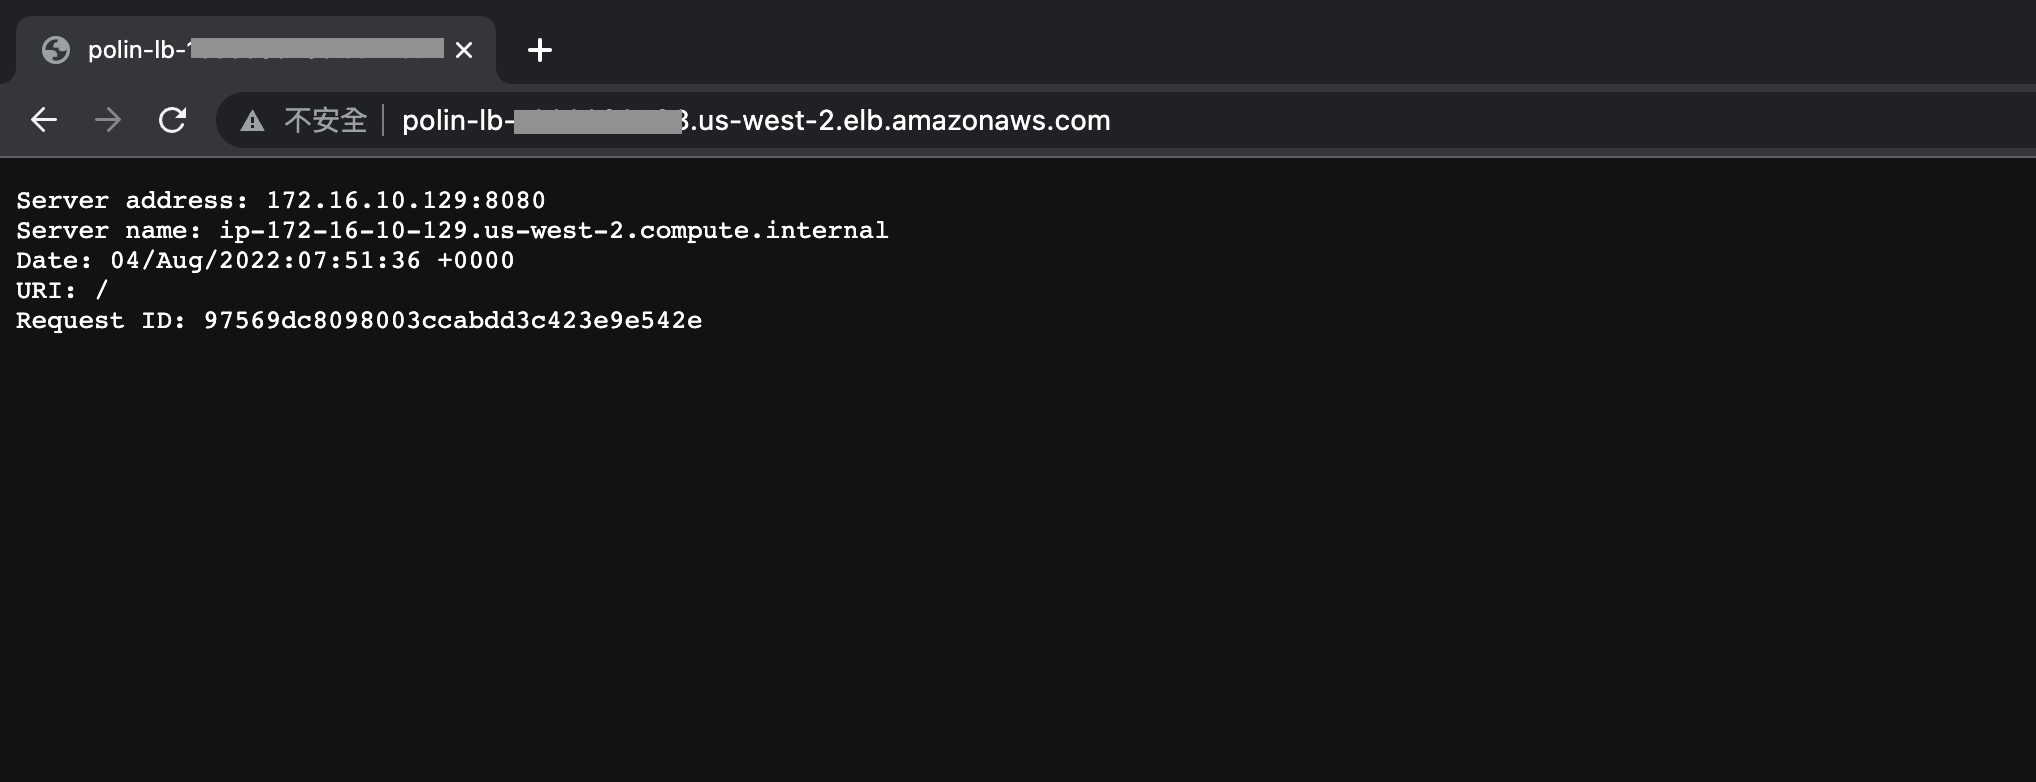 polin-lb-
不安全 polin-lb- 3.us-west-2.elb.amazonaws.com
Server address: 172.16.10.129:8080
Server name: ip-172-16-10-129.us-west-2.compute.internal
Date: 04/Aug/2022:07:51:36 +0000
URI: /
Request ID: 97569dc8098003ccabdd3c423e9e542e